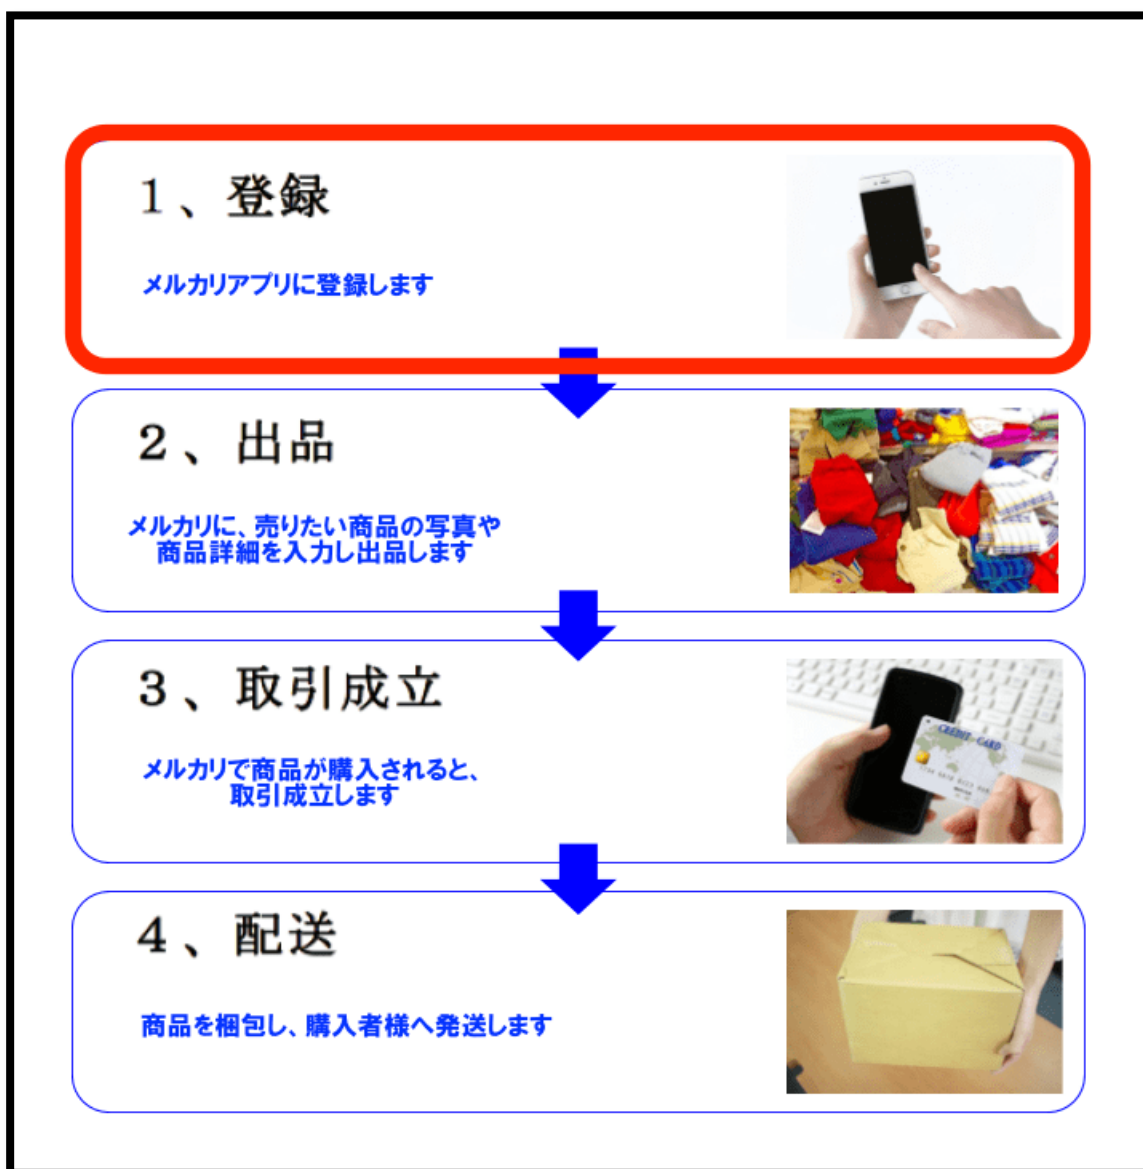 １、登録
メルカリアプリに登録します
２、出品
メルカリに、売りたい商品の写真や
商品詳細を入力し出品します
３、取引成立
メルカリで商品が購入されると、
取引成立します
CREDIT CARD
４、配送
商品を梱包し、購入者様へ発送します